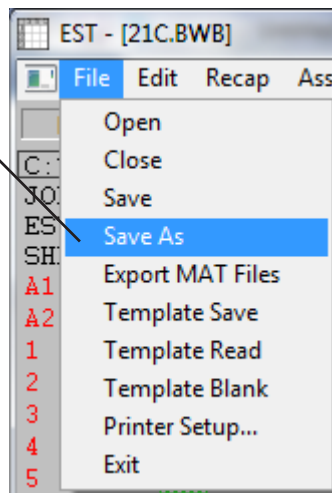 EST - [21C.BWB]
File Edit Recap Ass
Open
C:
Close
JO
Save
ES
Save As
SH
Export MAT Files
A1
Template Save
A2
Template Read
1
Template Blank
2
Printer Setup...
3
Exit
4
5